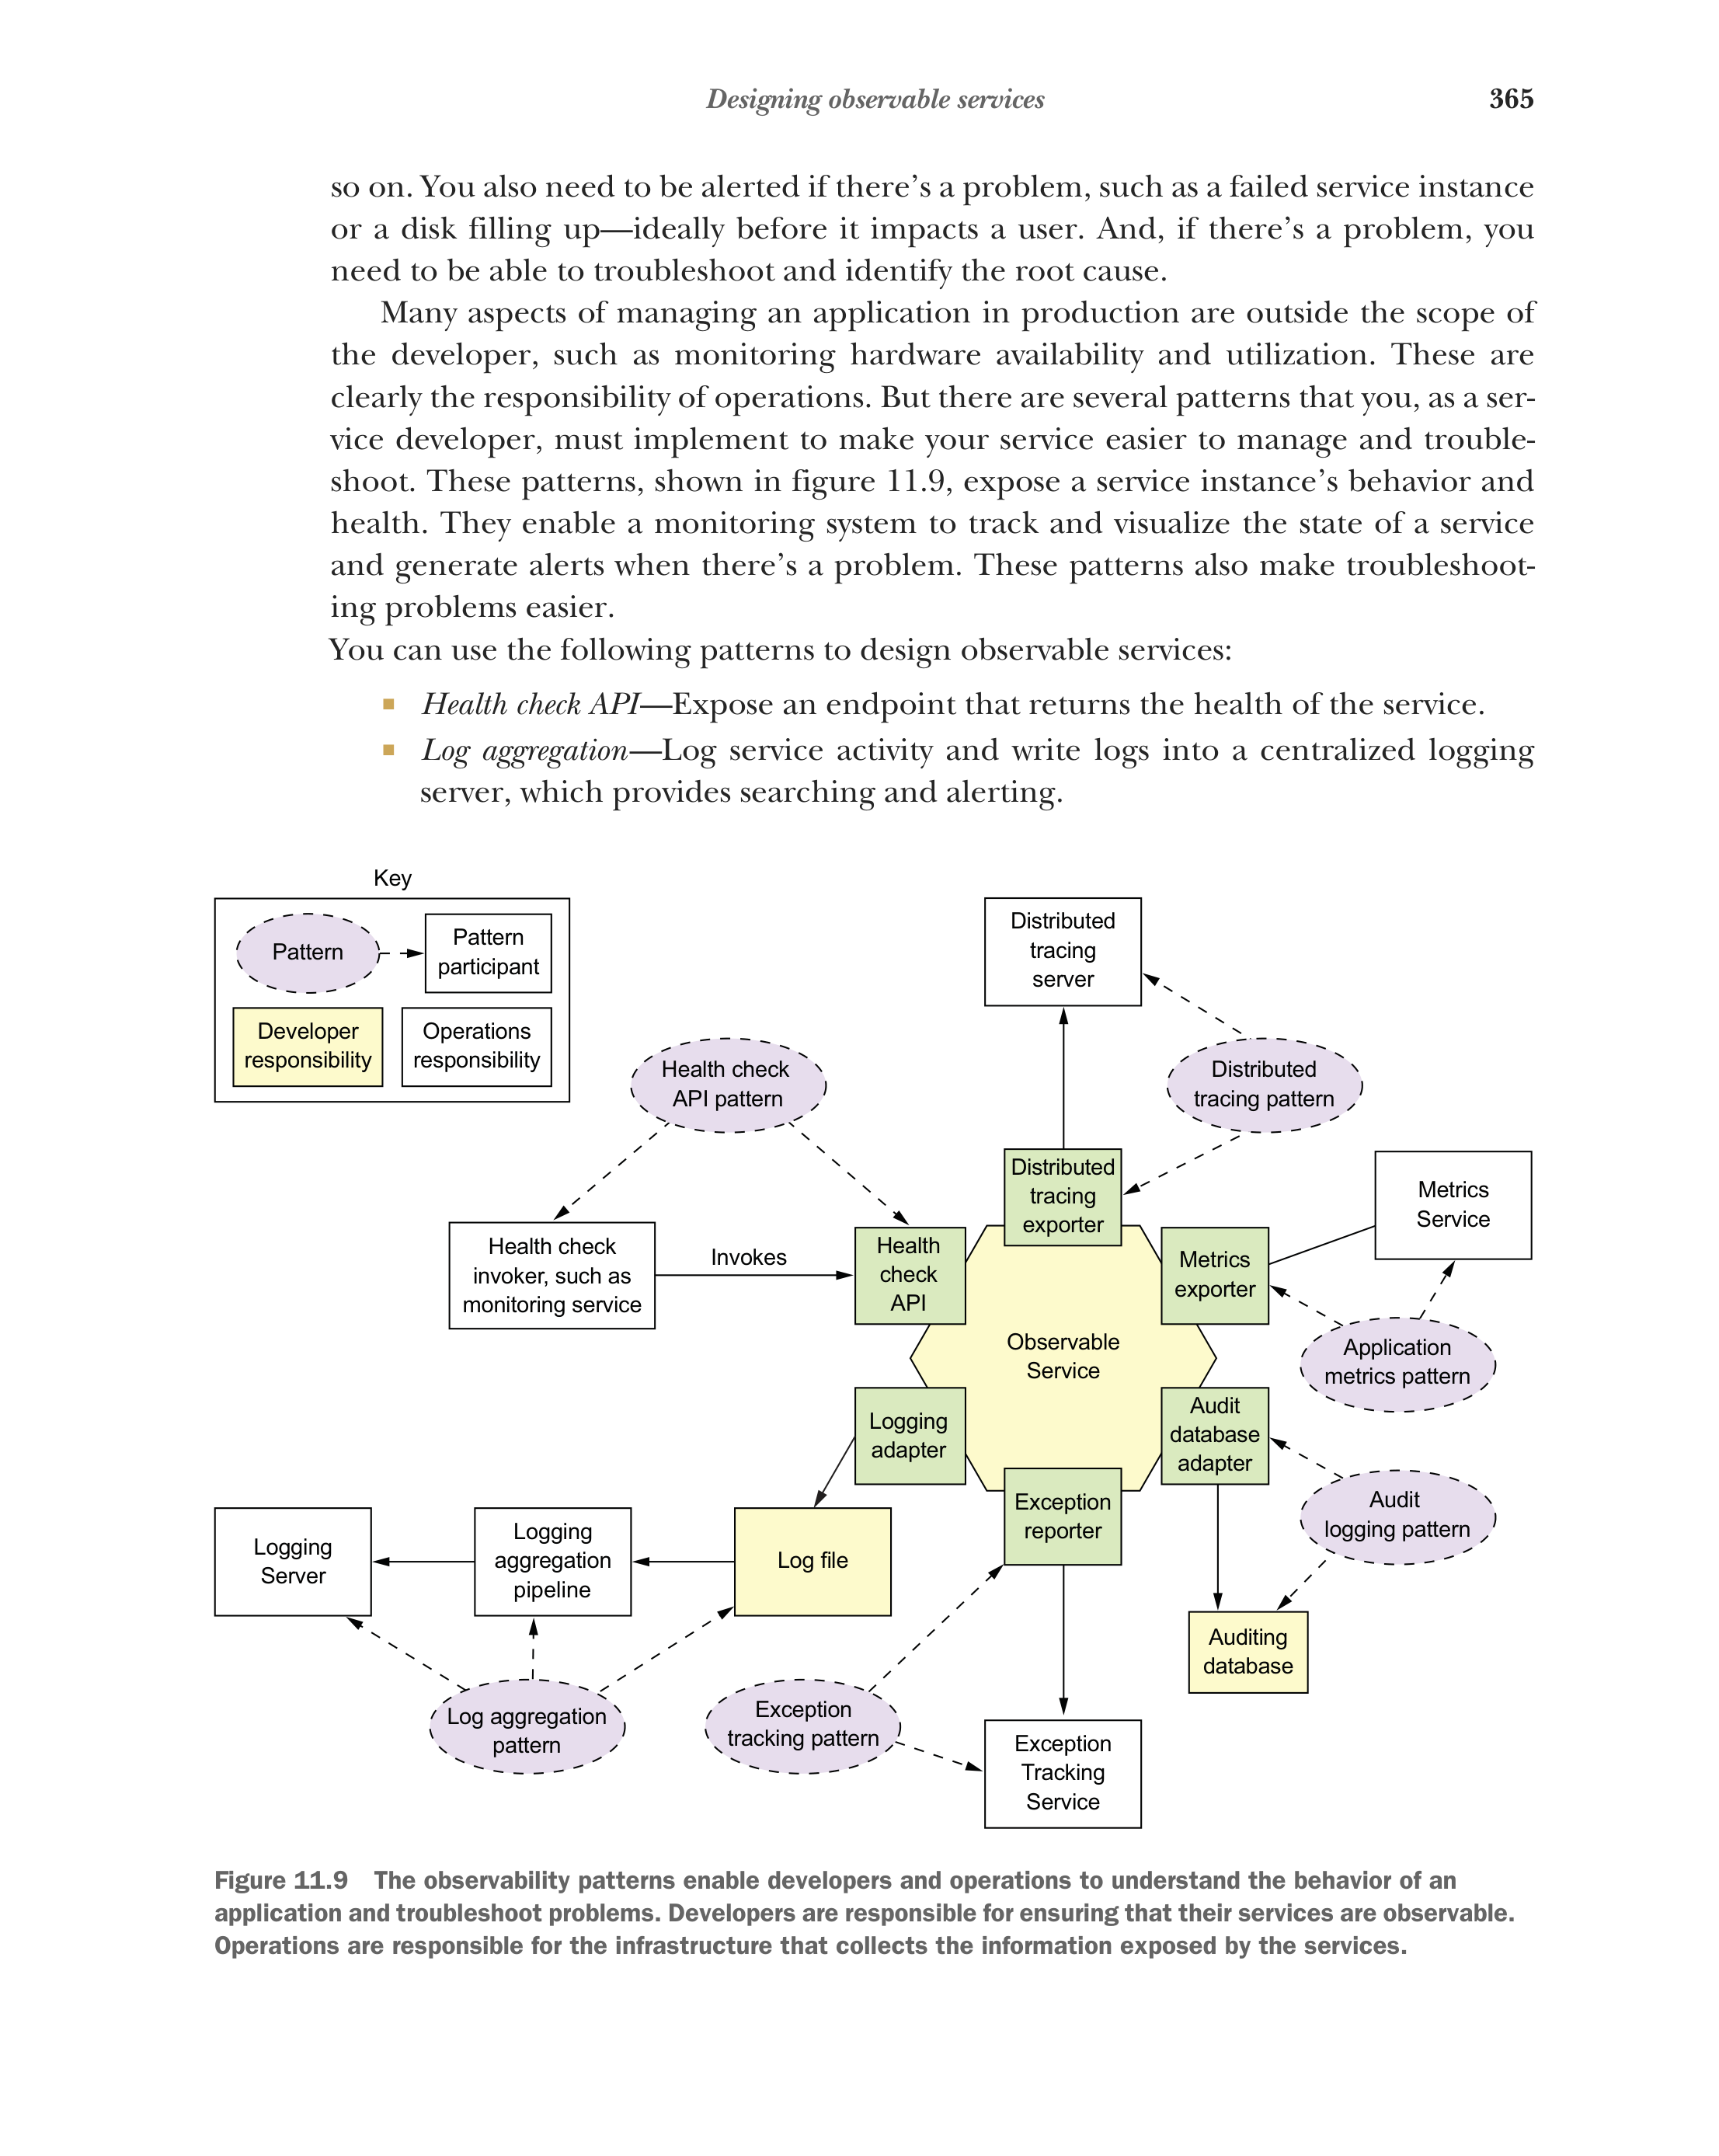 Designing observable services
365
so on. You also need to be alerted if there’s a problem, such as a failed service instance
or a disk filling up—ideally before it impacts a user. And, if there’s a problem, you
need to be able to troubleshoot and identify the root cause.
Many aspects of managing an application in production are outside the scope of
the developer, such as monitoring hardware availability and utilization. These are
clearly the responsibility of operations. But there are several patterns that you, as a ser-
vice developer, must implement to make your service easier to manage and trouble-
shoot. These patterns, shown in figure 11.9, expose a service instance’s behavior and
health. They enable a monitoring system to track and visualize the state of a service
and generate alerts when there’s a problem. These patterns also make troubleshoot-
ing problems easier.
You can use the following patterns to design observable services:
■ Health check API—Expose an endpoint that returns the health of the service.
■ Log aggregation—Log service activity and write logs into a centralized logging
server, which provides searching and alerting.
Key
Pattern
Pattern
participant
Developer
responsibility
Operations
responsibility
Distributed
tracing
server
Health check
API pattern
Distributed
tracing pattern
Distributed
tracing
exporter
Metrics
Service
Health check
invoker, such as
monitoring service
Invokes
Health
check
API
Metrics
exporter
Observable
Service
Application
metrics pattern
Logging
adapter
Audit
database
adapter
Exception
reporter
Audit
logging pattern
Logging
Server
Logging
aggregation
pipeline
Log file
Auditing
database
Log aggregation
pattern
Exception
tracking pattern
Exception
Tracking
Service
Figure 11.9 The observability patterns enable developers and operations to understand the behavior of an
application and troubleshoot problems. Developers are responsible for ensuring that their services are observable.
Operations are responsible for the infrastructure that collects the information exposed by the services.